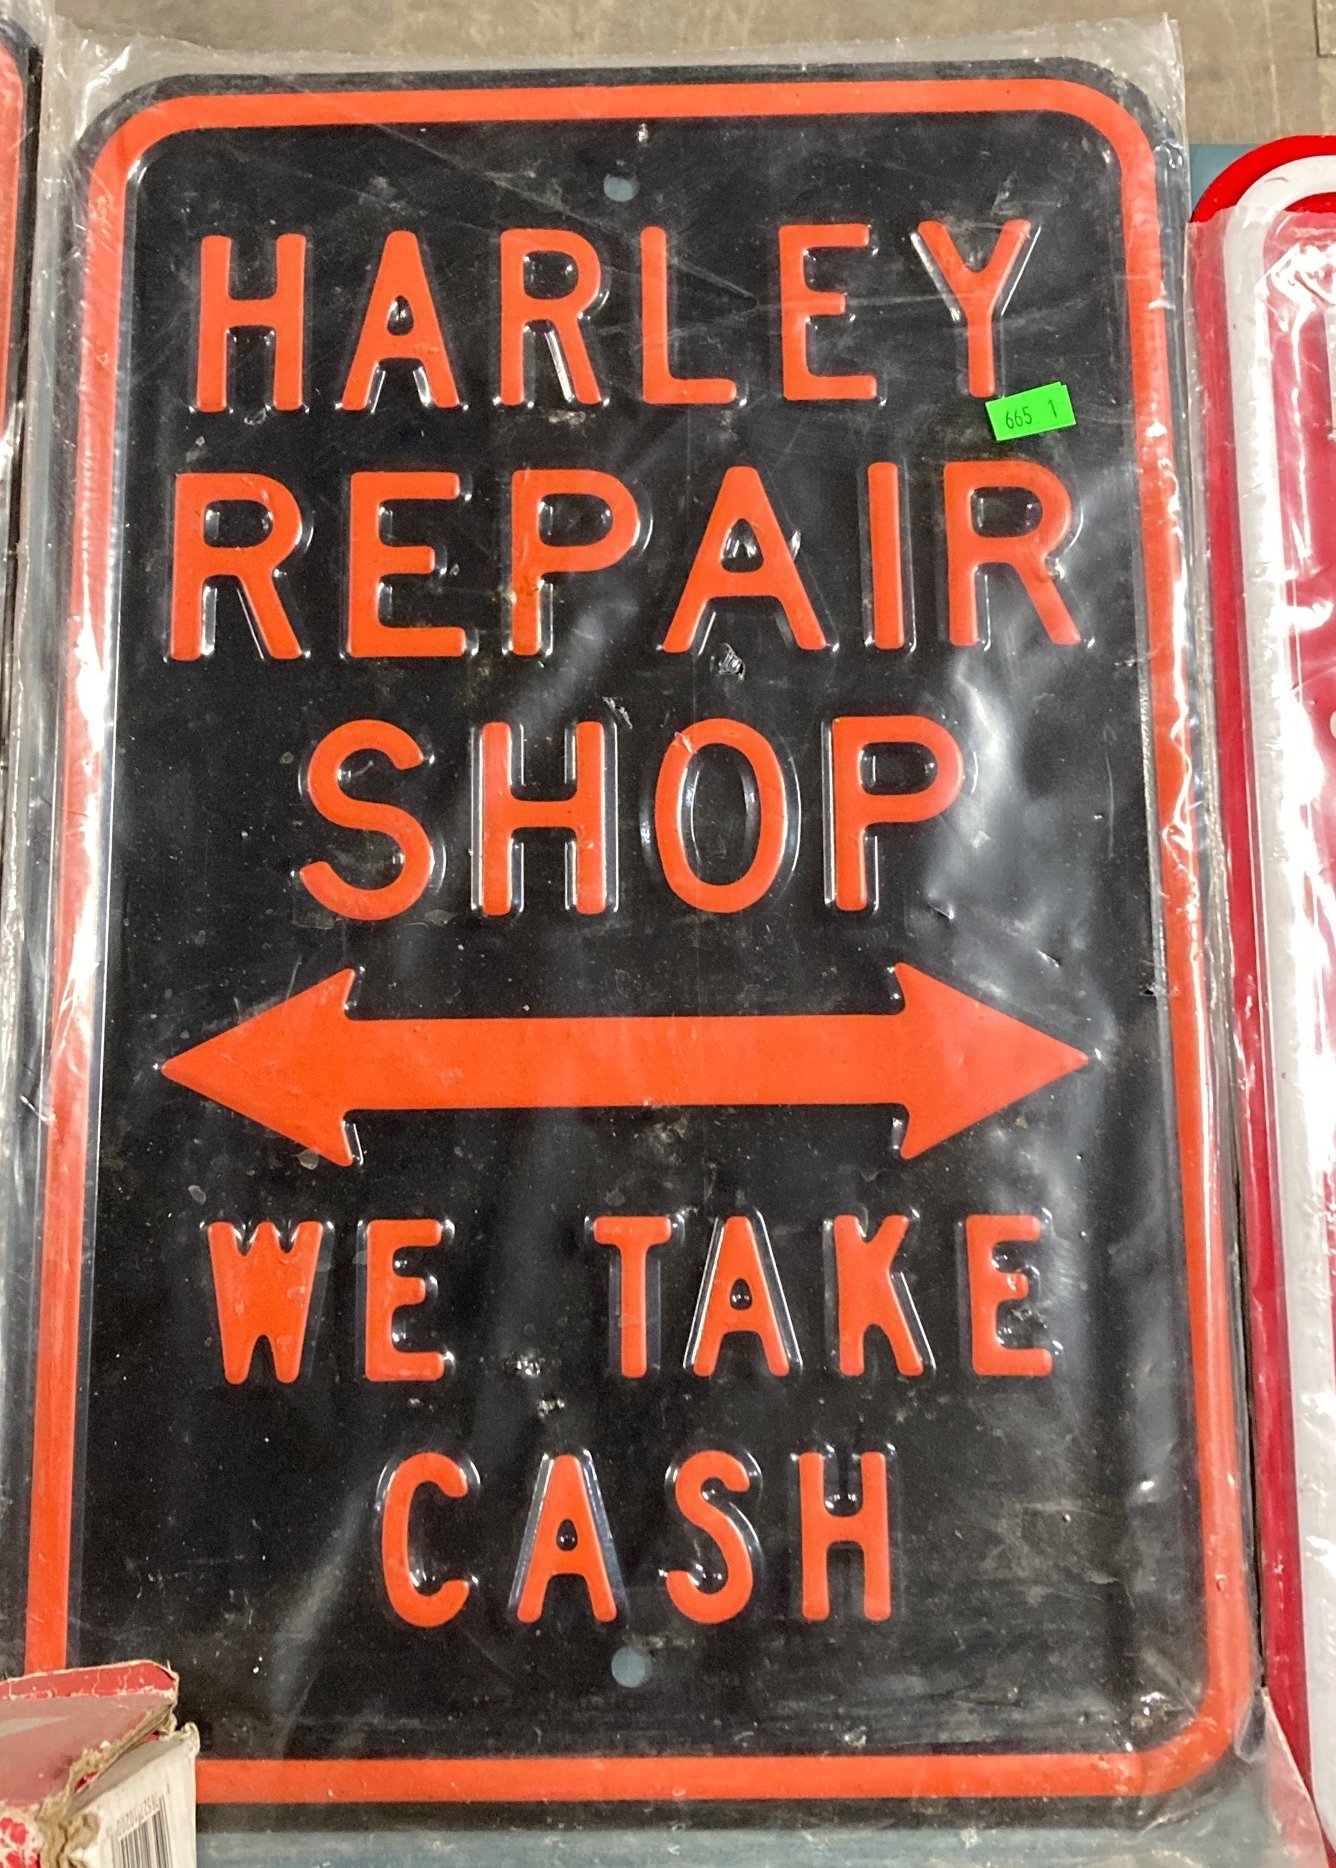 HARLEY
665 1
REPAIR
SHOP
WE TAKE
CASH